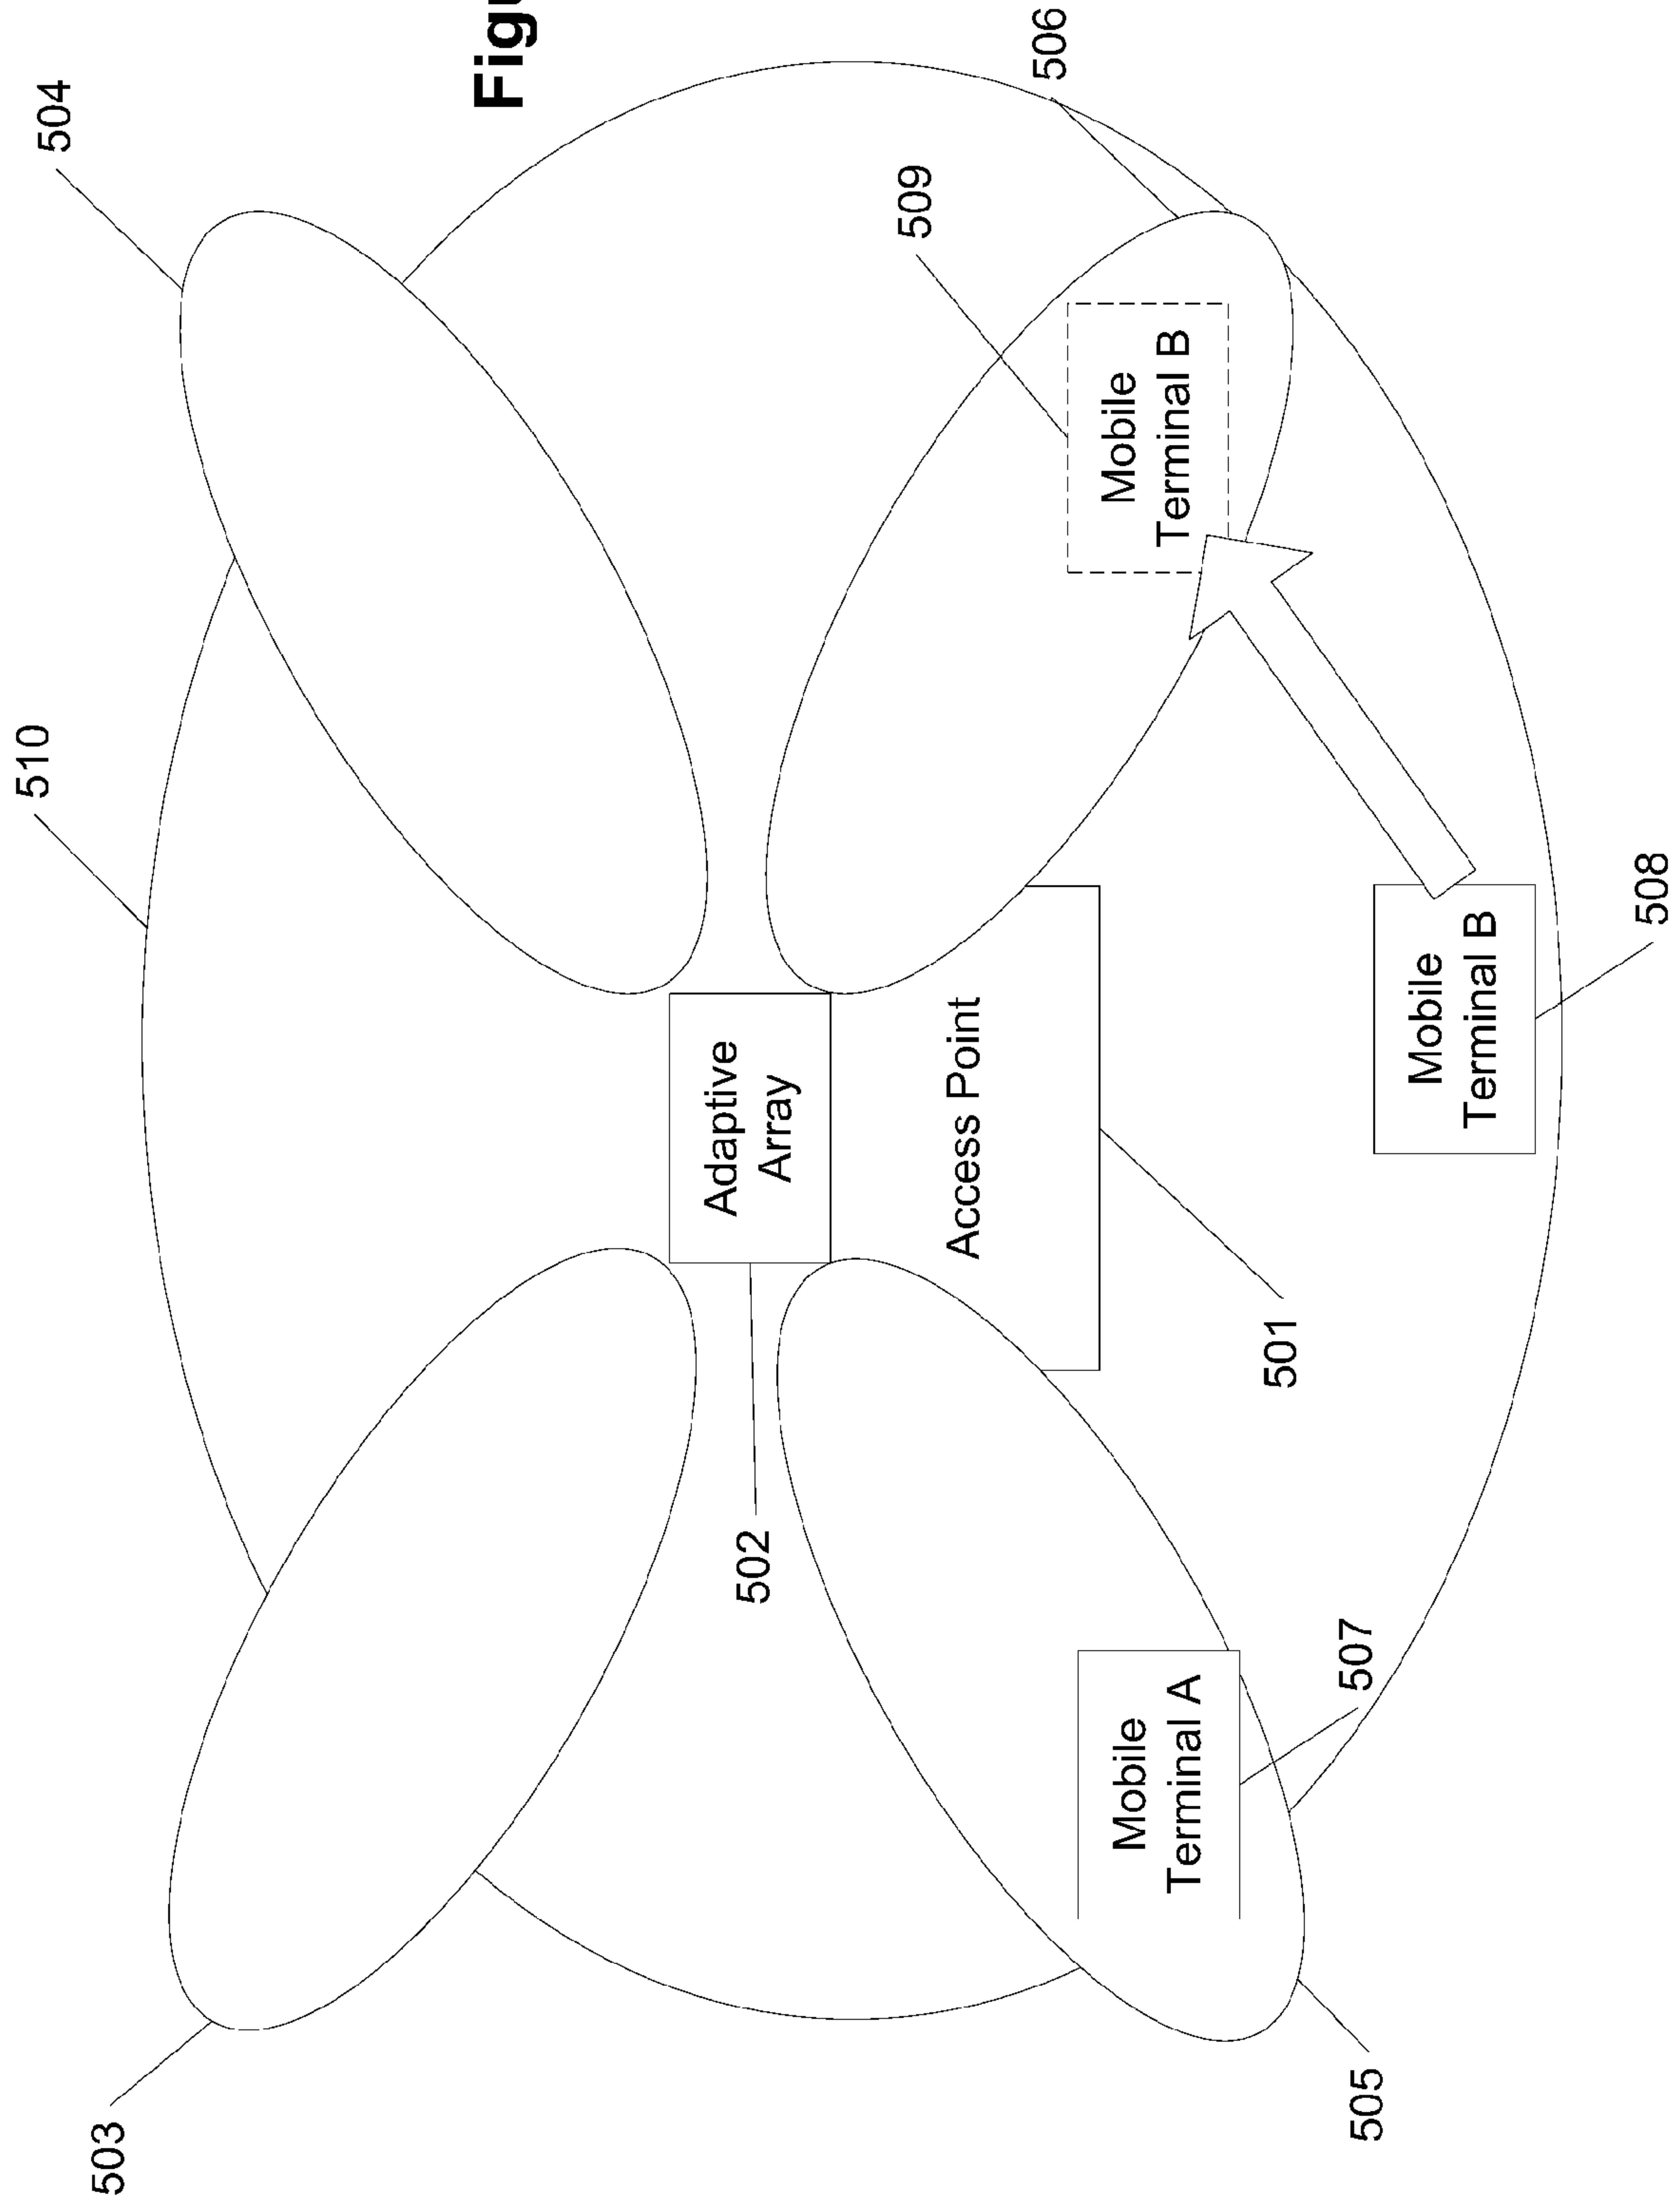 510
504
503
Figu
Adaptive
Array
502
509
Access Point
506
Mobile
Terminal B
Mobile
Terminal A
501
507
505
Mobile
Terminal B
508